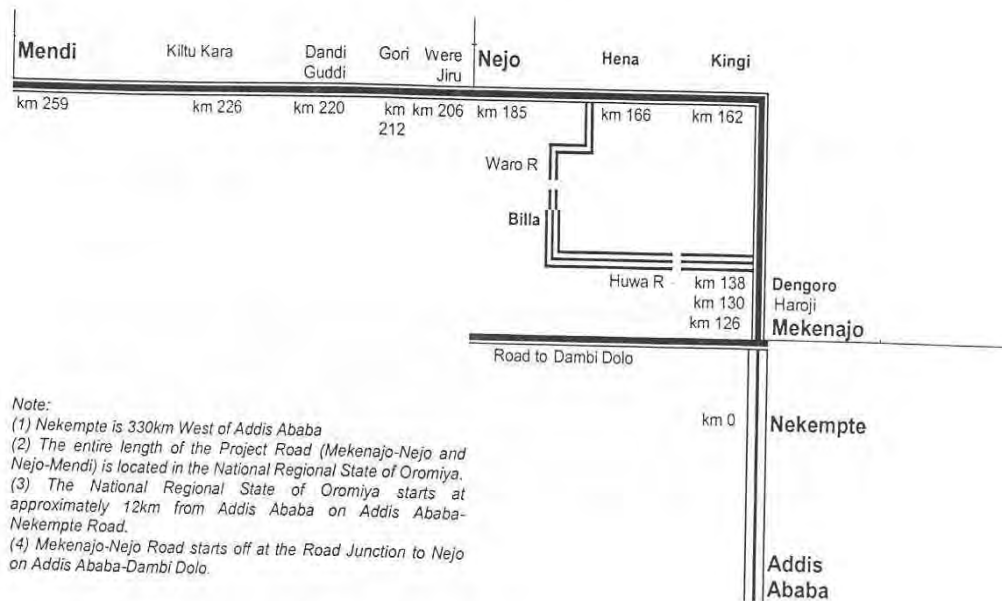 Mendi Kiltu Kara Dandi Gori Were Nejo Hena Kingi
Guddi Jiru
km 259 km 226 km 220 km km 206 km 185 km 166 km 162
212
Waro R
Billa
Huwa R km 138 Dengoro
km 130 Haroji
km 126 Mekenajo
Road to Dambi Dolo
km 0 Nekempte
Note:
(1) Nekempte is 330km West of Addis Ababa
(2) The entire length of the Project Road (Mekenajo-Nejo and
Nejo-Mendi) is located in the National Regional State of Oromiya.
(3) The National Regional State of Oromiya starts at
approximately 12km from Addis Ababa on Addis Ababa-
Nekempte Road.
(4) Mekenajo-Nejo Road starts off at the Road Junction to Nejo
on Addis Ababa-Dambi Dolo.
Addis
Ababa